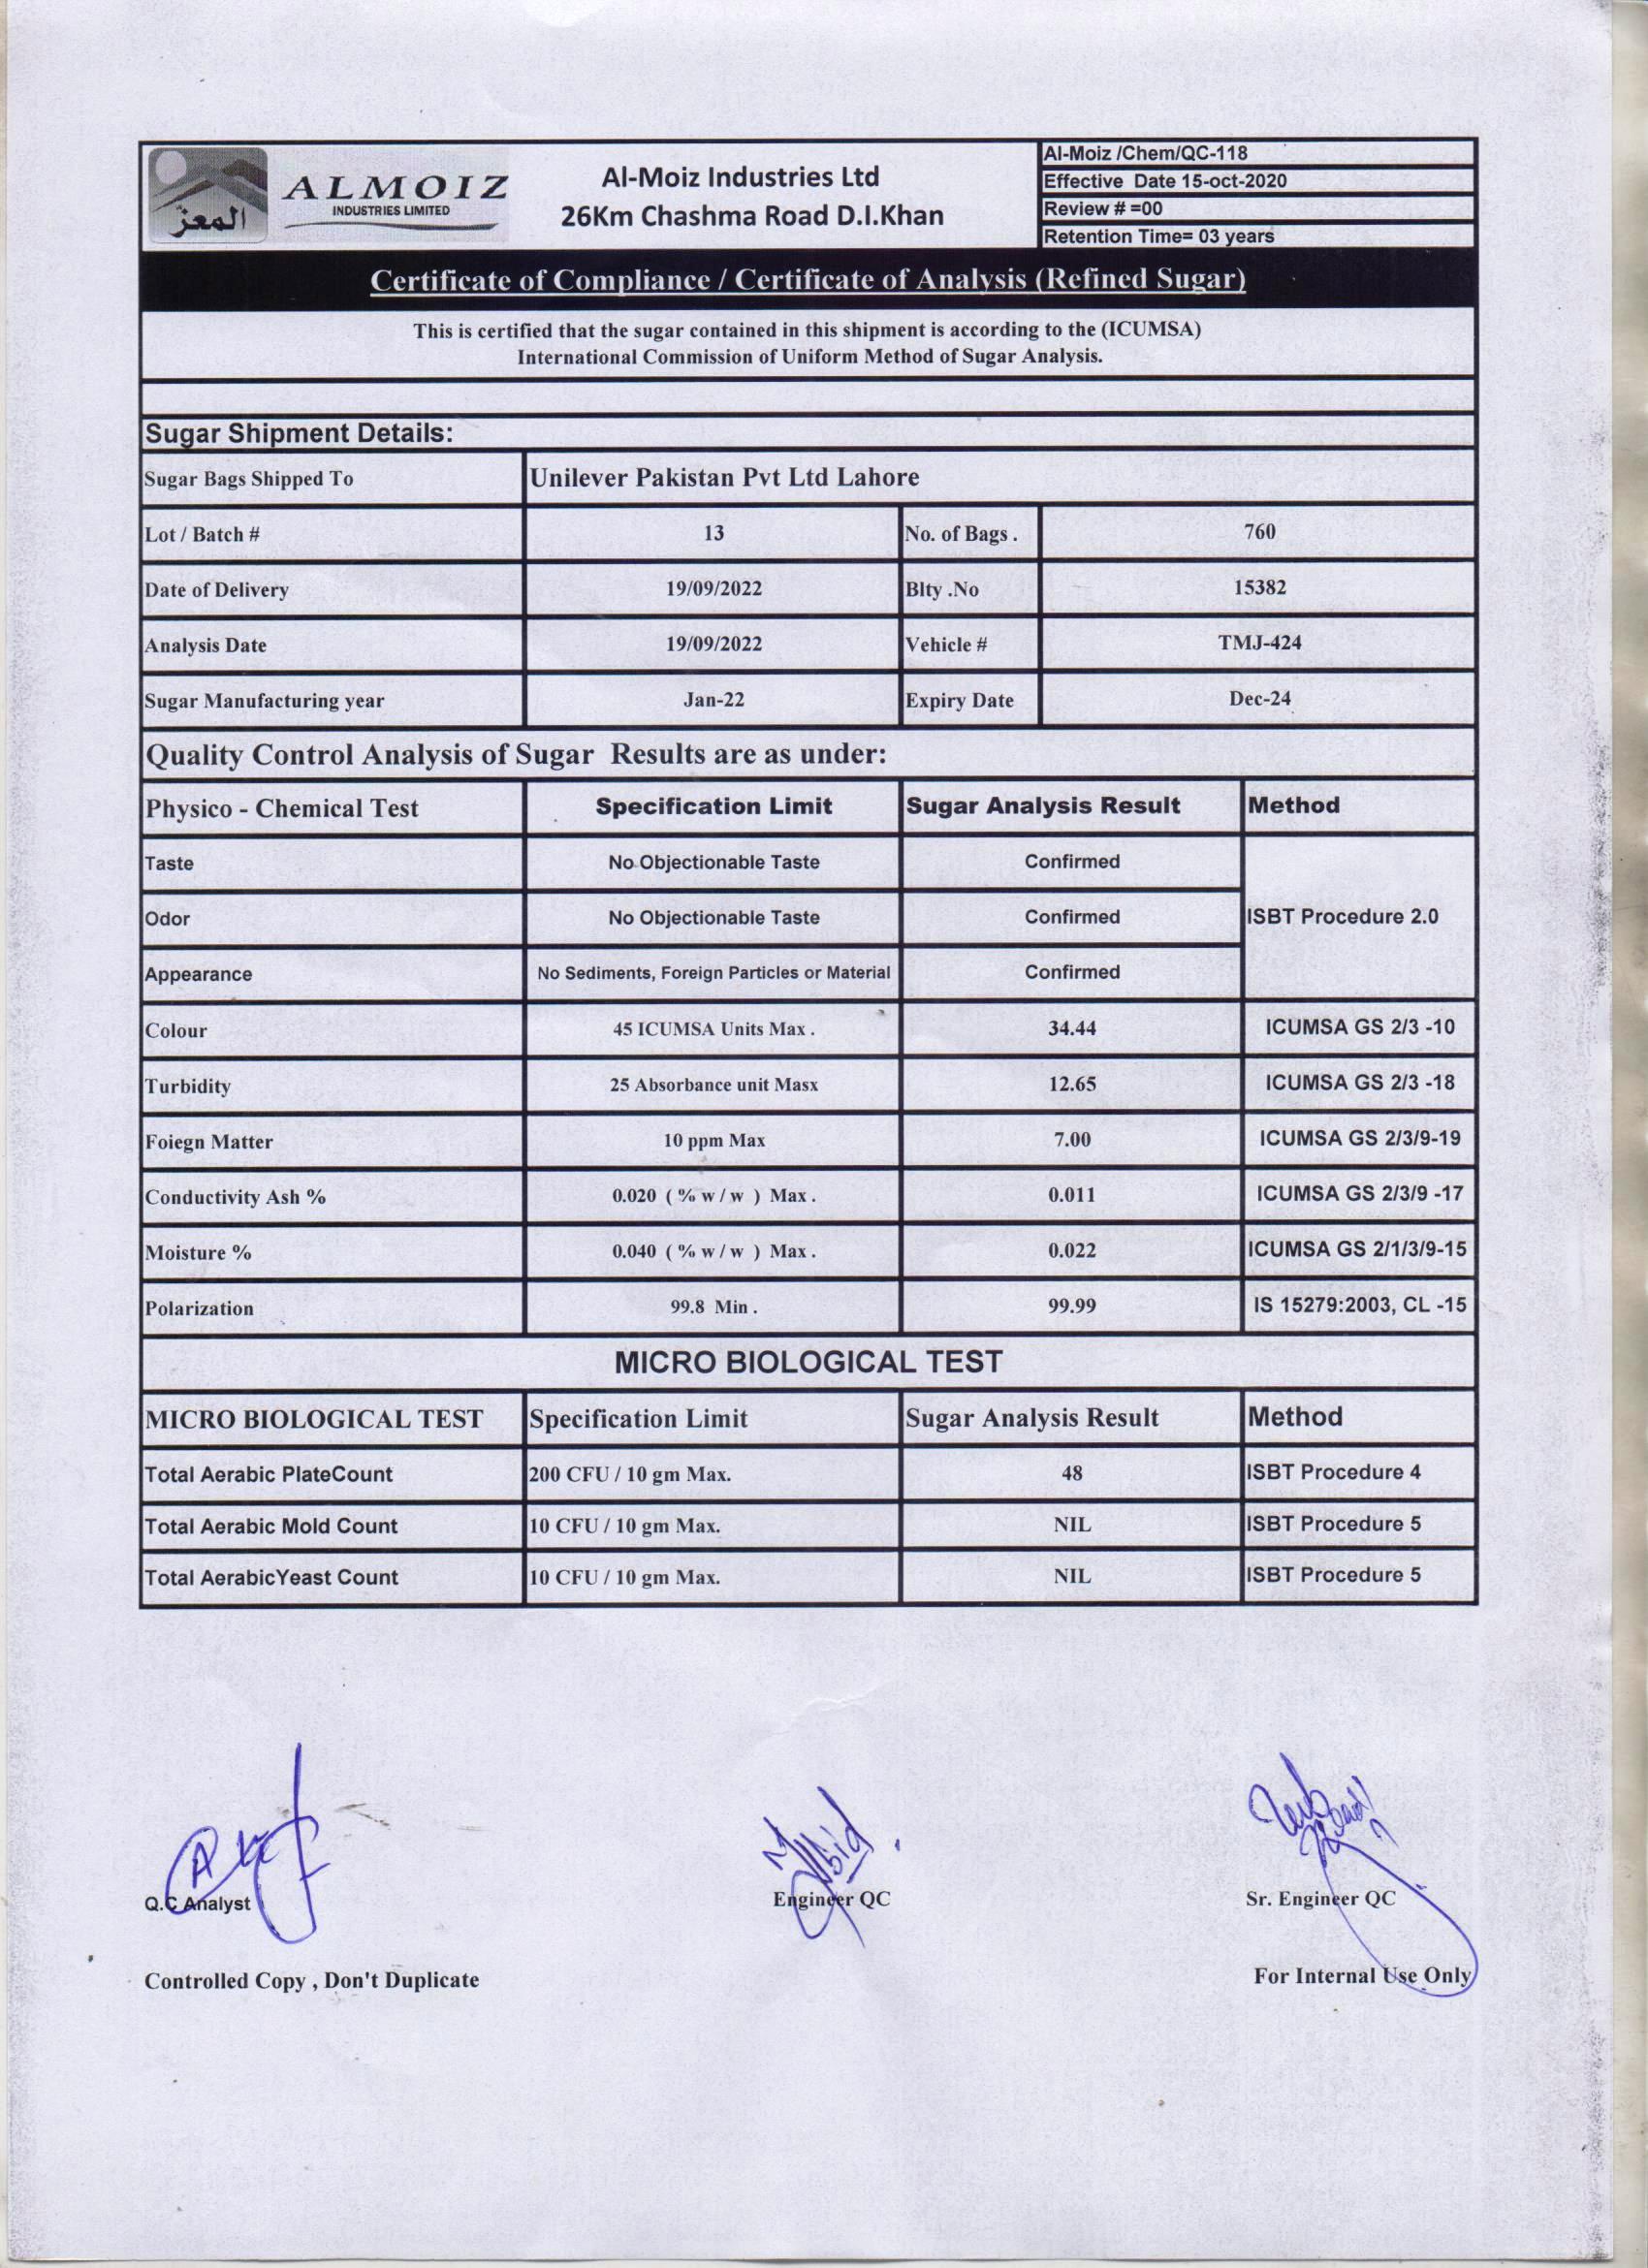 المعز
ALMOIZ
INDUSTRIES LIMITED
Al-Moiz Industries Ltd
26Km Chashma Road D.I.Khan
Al-Moiz /Chem/QC-118
Effective Date 15-oct-2020
Review # =00
Retention Time= 03 years
Certificate of Compliance / Certificate of Analysis (Refined Sugar)
This is certified that the sugar contained in this shipment is according to the (ICUMSA)
International Commission of Uniform Method of Sugar Analysis.
Sugar Shipment Details:
Sugar Bags Shipped To Unilever Pakistan Pvt Ltd Lahore
Lot / Batch # 13 No. of Bags . 760
Date of Delivery 19/09/2022 Blty .No 15382
Analysis Date 19/09/2022 Vehicle # TMJ-424
Sugar Manufacturing year Jan-22 Expiry Date Dec-24
Quality Control Analysis of Sugar Results are as under:
Physico - Chemical Test Specification Limit Sugar Analysis Result Method
Taste No Objectionable Taste Confirmed
Odor No Objectionable Taste Confirmed ISBT Procedure 2.0
Appearance No Sediments, Foreign Particles or Material Confirmed
Colour 45 ICUMSA Units Max . 34.44 ICUMSA GS 2/3 -10
Turbidity 25 Absorbance unit Masx 12.65 ICUMSA GS 2/3 -18
Foiegn Matter 10 ppm Max 7.00 ICUMSA GS 2/3/9-19
Conductivity Ash % 0.020 ( % w / w ) Max . 0.011 ICUMSA GS 2/3/9 -17
Moisture % 0.040 ( % w / w ) Max . 0.022 ICUMSA GS 2/1/3/9-15
Polarization 99.8 Min . 99.99 IS 15279:2003, CL -15
MICRO BIOLOGICAL TEST
MICRO BIOLOGICAL TEST Specification Limit Sugar Analysis Result Method
Total Aerabic PlateCount 200 CFU / 10 gm Max. 48 ISBT Procedure 4
Total Aerabic Mold Count 10 CFU / 10 gm Max. NIL ISBT Procedure 5
Total AerabicYeast Count 10 CFU / 10 gm Max. NIL ISBT Procedure 5
Q.C Analyst Engineer QC Sr. Engineer QC
Controlled Copy , Don't Duplicate For Internal Use Only